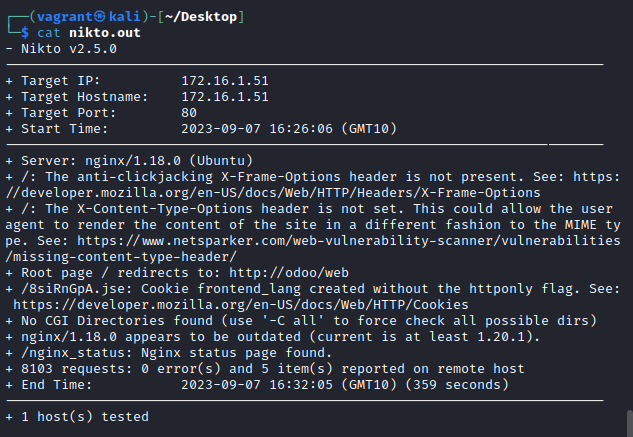 (vagrant㉿kali)-[~/Desktop]
$ cat nikto.out
- Nikto v2.5.0
+ Target IP: 172.16.1.51
+ Target Hostname: 172.16.1.51
+ Target Port: 80
+ Start Time: 2023-09-07 16:26:06 (GMT10)
+ Server: nginx/1.18.0 (Ubuntu)
+ /: The anti-clickjacking X-Frame-Options header is not present. See: https:
//developer.mozilla.org/en-US/docs/Web/HTTP/Headers/X-Frame-Options
+ /: The X-Content-Type-Options header is not set. This could allow the user
agent to render the content of the site in a different fashion to the MIME ty
pe. See: https://www.netsparker.com/web-vulnerability-scanner/vulnerabilities
/missing-content-type-header/
+ Root page / redirects to: http://odoo/web
+ /8siRnGpA.jse: Cookie frontend_lang created without the httponly flag. See:
https://developer.mozilla.org/en-US/docs/Web/HTTP/Cookies
+ No CGI Directories found (use '-C all' to force check all possible dirs)
+ nginx/1.18.0 appears to be outdated (current is at least 1.20.1).
+ /nginx_status: Nginx status page found.
+ 8103 requests: 0 error(s) and 5 item(s) reported on remote host
+ End Time: 2023-09-07 16:32:05 (GMT10) (359 seconds)
+ 1 host(s) tested